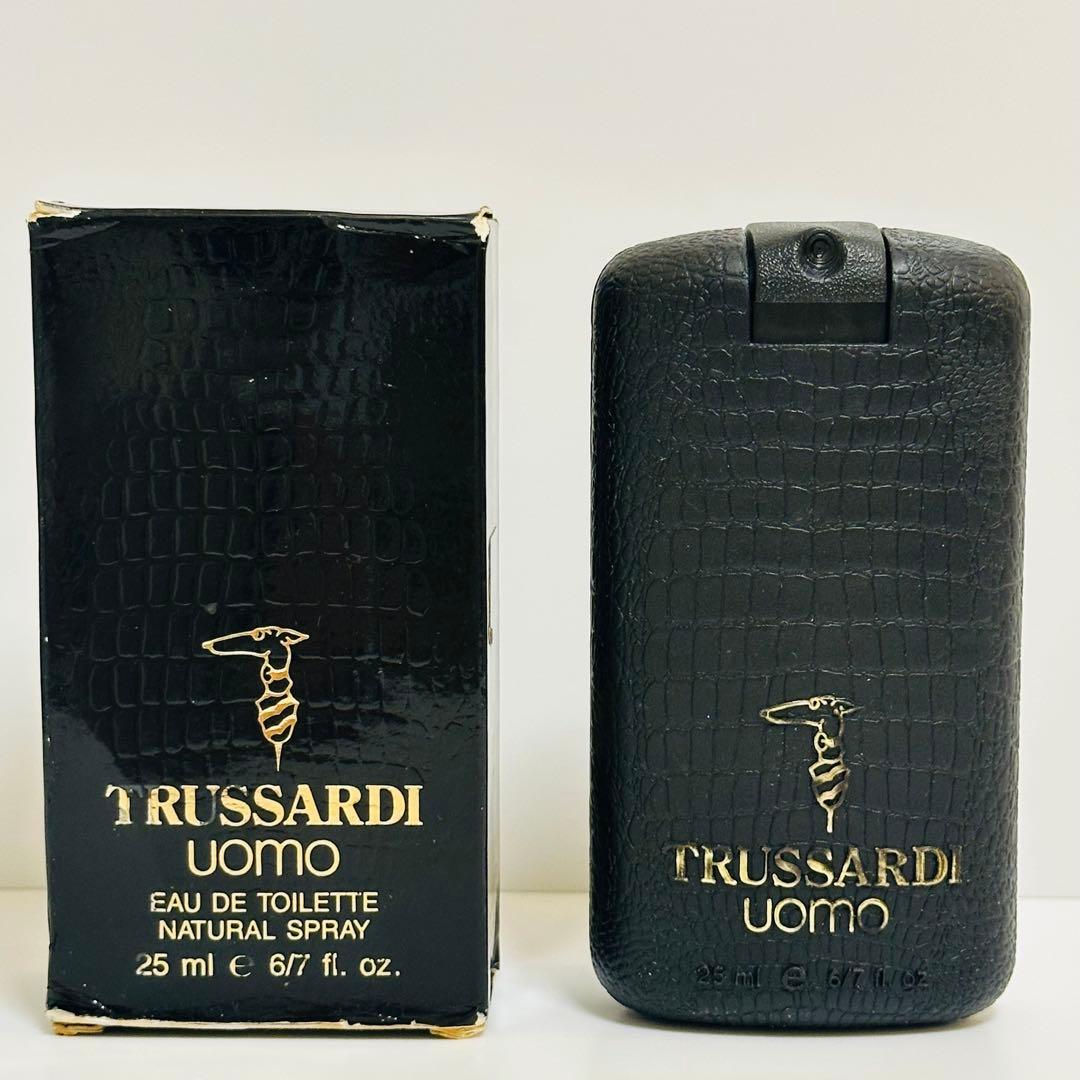 TRUSSARDI
UOMO
EAU DE TOILETTE
NATURAL SPRAY
25 ml e 6/7 fl. oz.
TRUSSARDI
UOMO
25 ml e 6/7 fl. oz